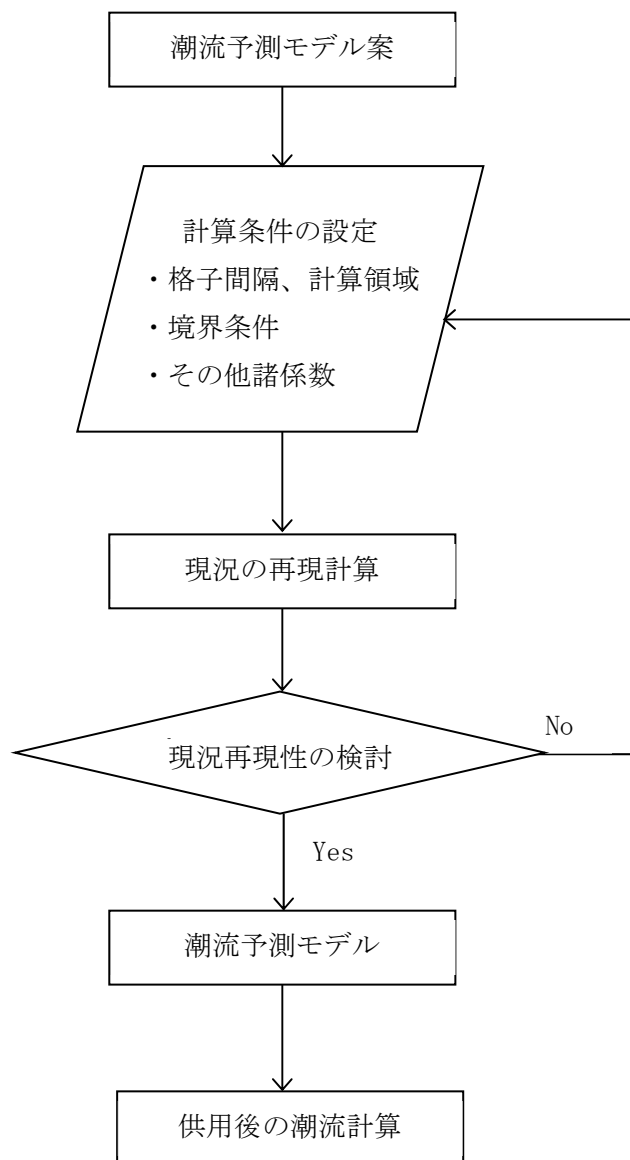 潮流予測モデル案
計算条件の設定
・格子間隔、計算領域
・境界条件
・その他諸係数
現況の再現計算
現況再現性の検討
No
Yes
潮流予測モデル
供用後の潮流計算